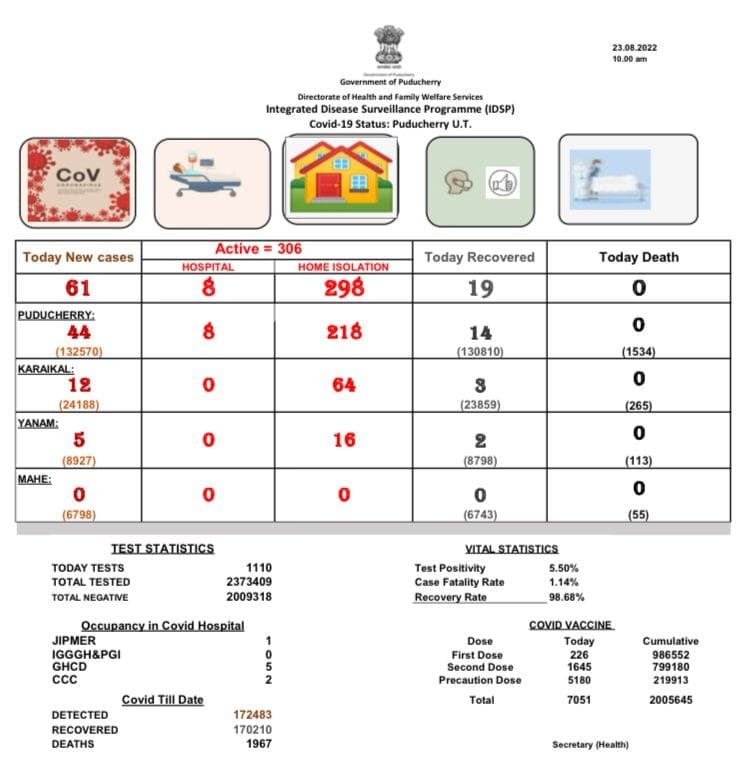 23.08.2022
10.00 am
Government of Puducherry
Government of Puducherry
Directorate of Health and Family Welfare Services
Integrated Disease Surveillance Programme (IDSP)
Covid-19 Status: Puducherry U.T.
CoV
CORONAVIRUS
Today New cases
Active = 306
HOSPITAL HOME ISOLATION
Today Recovered
Today Death
61 8 298 19 0
PUDUCHERRY:
44 8 218 14 0
(132570) (130810) (1534)
KARAIKAL:
12 0 64 3 0
(24188) (23859) (265)
YANAM:
5 0 16 2 0
(8927) (8798) (113)
MAHE:
0 0 0 0 0
(6798) (6743) (55)
TEST STATISTICS
TODAY TESTS 1110
TOTAL TESTED 2373409
TOTAL NEGATIVE 2009318
VITAL STATISTICS
Test Positivity 5.50%
Case Fatality Rate 1.14%
Recovery Rate 98.68%
Occupancy in Covid Hospital
JIPMER 1
IGGGH&PGI 0
GHCD 5
CCC 2
COVID VACCINE
Dose Today Cumulative
First Dose 226 986552
Second Dose 1645 799180
Precaution Dose 5180 219913
Total 7051 2005645
Covid Till Date
DETECTED 172483
RECOVERED 170210
DEATHS 1967
Secretary (Health)